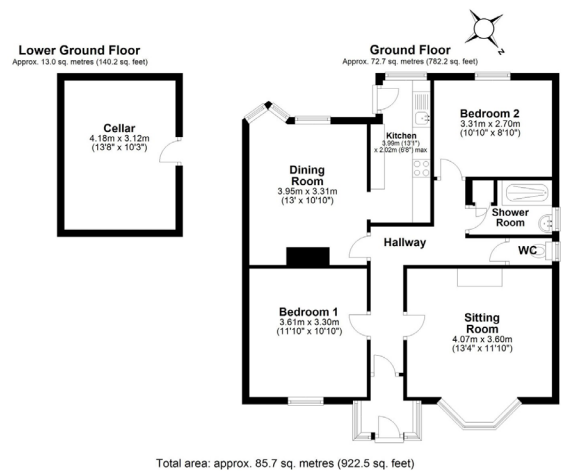 Lower Ground Floor
Approx. 13.0 sq. metres (140.2 sq. feet)
Cellar
4.18m x 3.12m
(13'8" x 10'3")
Ground Floor
Approx. 72.7 sq. metres (782.2 sq. feet)
N
Bedroom 2
3.31m x 2.70m
(10'10" x 8'10")
Kitchen
3.99m (13'1")
x 2.02m (6'8") max
Dining
Room
3.95m x 3.31m
(13' x 10'10")
Shower
Room
Hallway
WC
Bedroom 1
3.61m x 3.30m
(11'10" x 10'10")
Sitting
Room
4.07m x 3.60m
(13'4" x 11'10")
Total area: approx. 85.7 sq. metres (922.5 sq. feet)